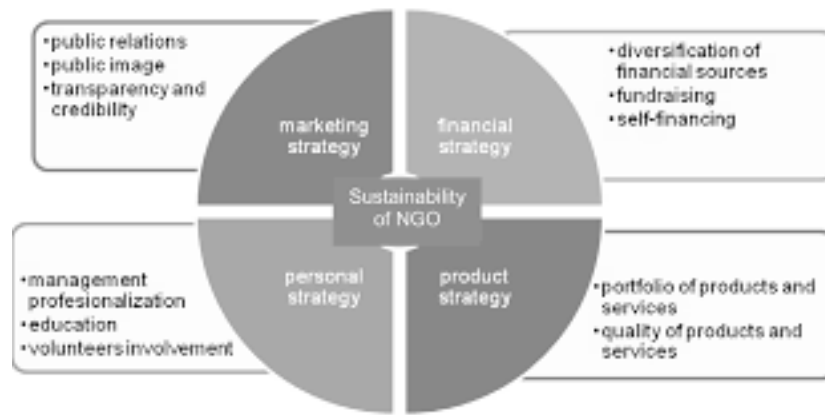 •public relations
•public image
•transparency and
credibility
marketing
strategy
financial
strategy
•diversification of
financial sources
•fundraising
•self-financing
Sustainability
of NGO
•management
profesionalization
•education
•volunteers involvement
personal
strategy
product
strategy
•portfolio of products and
services
•quality of products and
services